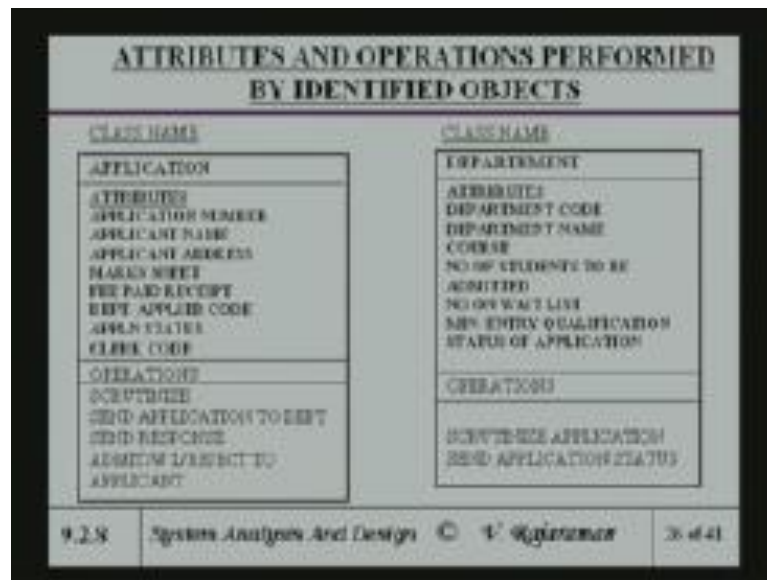 ATTRIBUTES AND OPERATIONS PERFORMED
BY IDENTIFIED OBJECTS
CLASS NAME
APPLICATION
ATTRIBUTES
APPLICATION NUMBER
APPLICANT NAME
APPLICANT ADDRESS
MARKS SHEET
FEE PAID RECEIPT
DEPT APPLIED CODE
APPLN STATUS
CLERK CODE
OPERATIONS
SCRUTINIZE
SEND APPLICATION TO DEPT
SEND RESPONSE
ADMIT/W L/REJECT TO
APPLICANT
CLASS NAME
DEPARTEMENT
ATTRIBUTES
DEPARTMENT CODE
DEPARTMENT NAME
COURSE
NO OF STUDENTS TO BE
ADMITTED
NO ON WAIT LIST
MIN ENTRY QUALIFICATION
STATUS OF APPLICATION
OPERATIONS
SCRUTINIZE APPLICATION
SEND APPLICATION STATUS
9.2.8 System Analysis And Design © V Rajaraman of 41